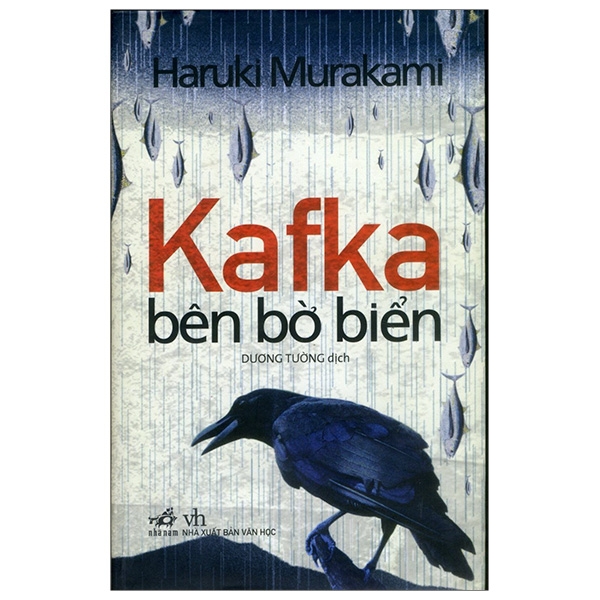 Haruki Murakami
Kafka
bên bờ biển
DƯƠNG TƯỜNG dịch
nhã nam
vh
NHÀ XUẤT BẢN VĂN HỌC